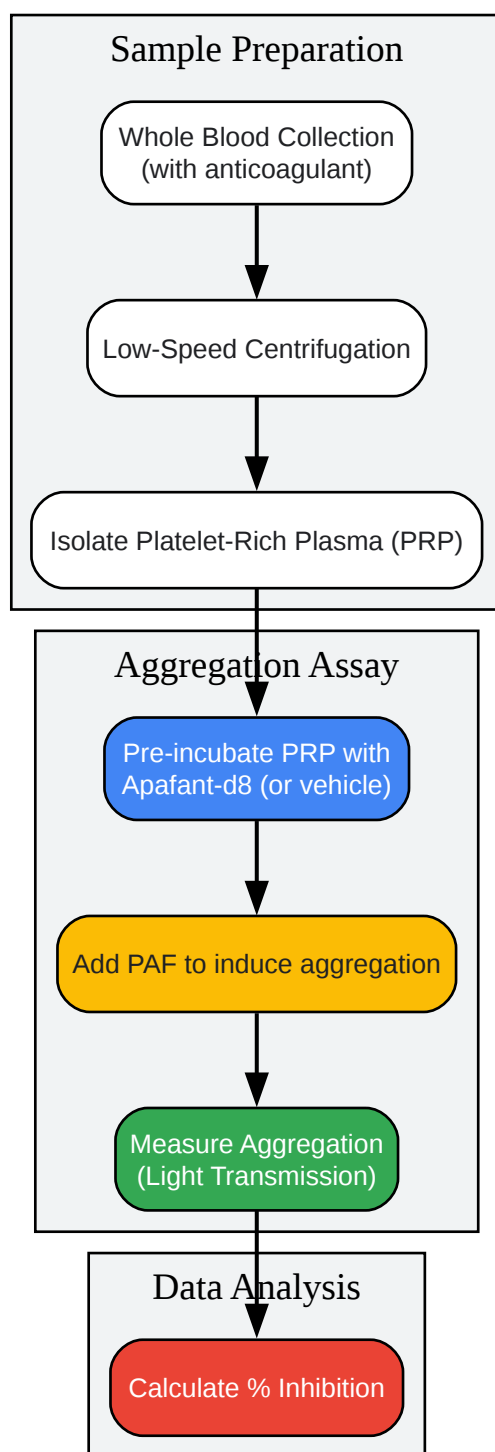 Sample Preparation
Whole Blood Collection
(with anticoagulant)
Low-Speed Centrifugation
Isolate Platelet-Rich Plasma (PRP)
Aggregation Assay
Pre-incubate PRP with
Apafant-d8 (or vehicle)
Add PAF to induce aggregation
Measure Aggregation
(Light Transmission)
Data Analysis
Calculate % Inhibition